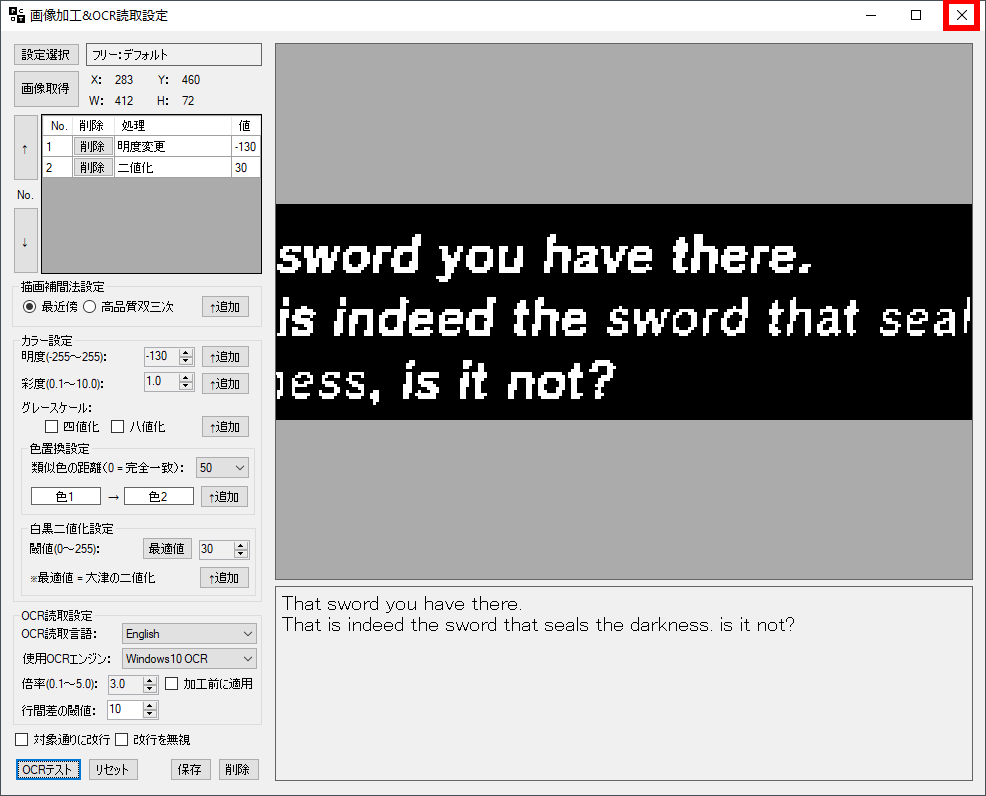 画像加工&OCR読取設定
設定選択
フリー:デフォルト
画像取得
X: 283 Y: 460
W: 412 H: 72
No. 削除 処理 値
1 削除 明度変更 -130
2 削除 二値化 30
↑
No.
↓
描画補間法設定
最近傍 高品質双三次 ↑追加
カラー設定
明度(-255～255): -130 ↑追加
彩度(0.1～10.0): 1.0 ↑追加
グレースケール:
四値化 八値化 ↑追加
色置換設定
類似色の距離(0 = 完全一致): 50
色1 → 色2 ↑追加
白黒二値化設定
閾値(0～255): 最適値 30
※最適値 = 大津の二値化 ↑追加
OCR読取設定
OCR読取言語: English
使用OCRエンジン: Windows10 OCR
倍率(0.1～5.0): 3.0 加工前に適用
行間差の閾値: 10
対象通りに改行 改行を無視
OCRテスト リセット 保存 削除
sword you have there.
is indeed the sword that seal
ness, is it not?
That sword you have there.
That is indeed the sword that seals the darkness. is it not?